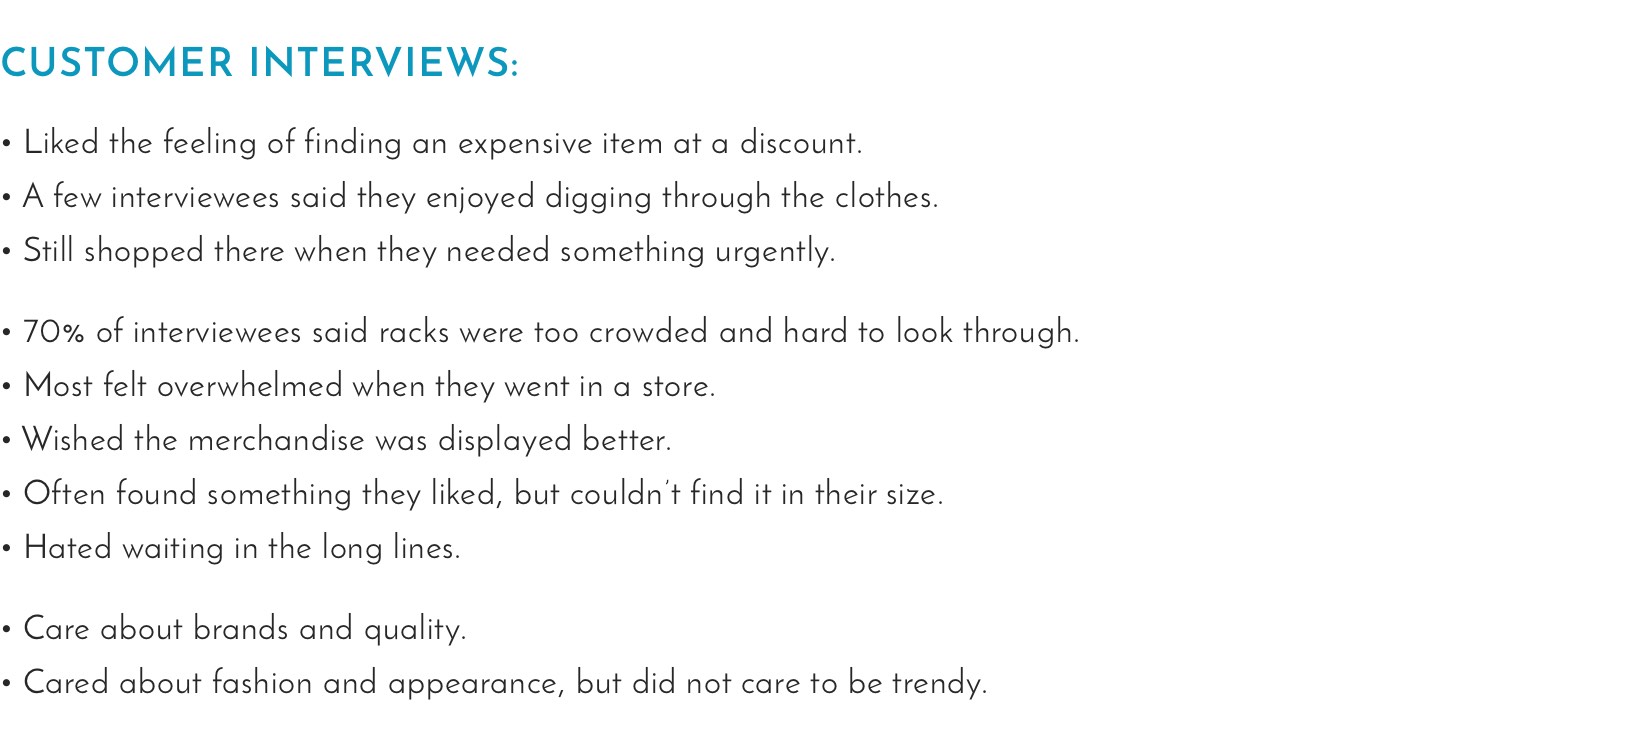 CUSTOMER INTERVIEWS:
• Liked the feeling of finding an expensive item at a discount.
• A few interviewees said they enjoyed digging through the clothes.
• Still shopped there when they needed something urgently.
• 70% of interviewees said racks were too crowded and hard to look through.
• Most felt overwhelmed when they went in a store.
• Wished the merchandise was displayed better.
• Often found something they liked, but couldn't find it in their size.
• Hated waiting in the long lines.
• Care about brands and quality.
• Cared about fashion and appearance, but did not care to be trendy.